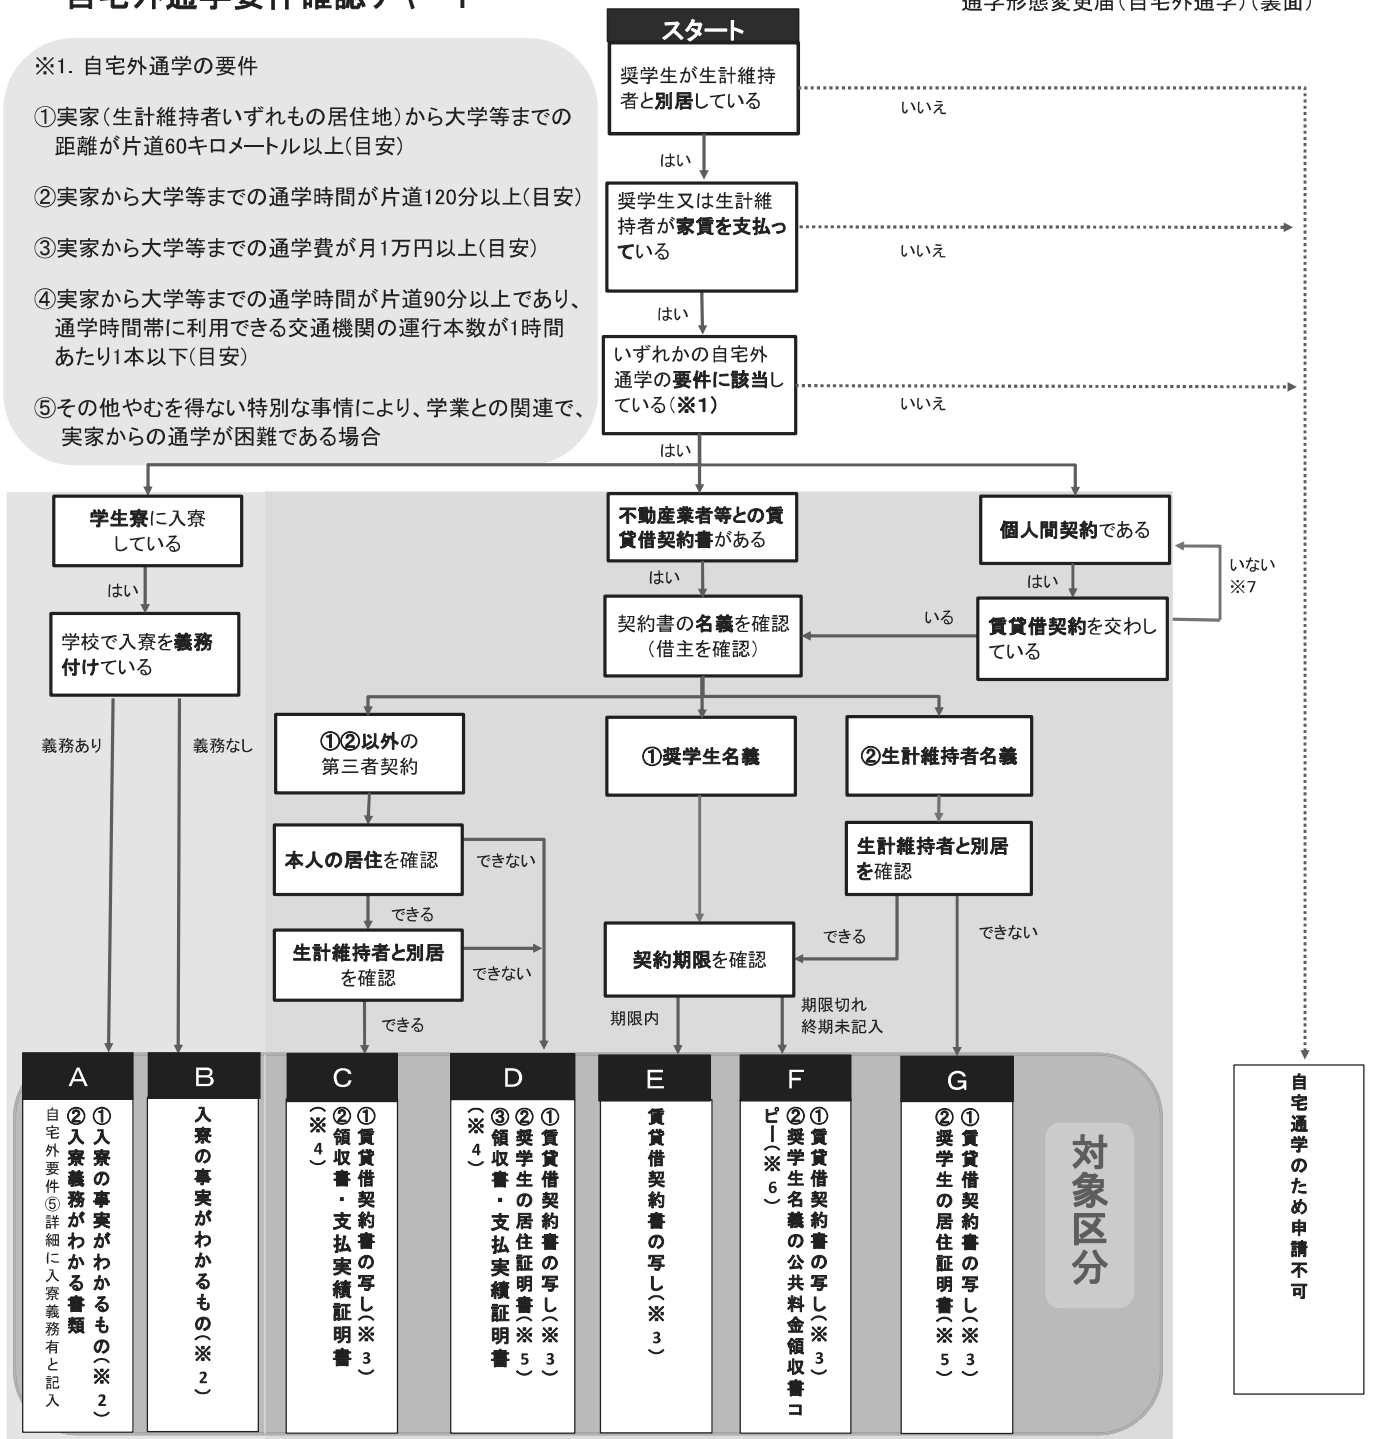 自宅外通学要件確認チャート
通学形態変更届(自宅外通学)(裏面)
※1. 自宅外通学の要件
①実家(生計維持者いずれもの居住地)から大学等までの
距離が片道60キロメートル以上(目安)
②実家から大学等までの通学時間が片道120分以上(目安)
③実家から大学等までの通学費が月1万円以上(目安)
④実家から大学等までの通学時間が片道90分以上であり、
通学時間帯に利用できる交通機関の運行本数が1時間
あたり1本以下(目安)
⑤その他やむを得ない特別な事情により、学業との関連で、
実家からの通学が困難である場合
スタート
奨学生が生計維持
者と別居している
いいえ
はい
奨学生又は生計維
持者が家賃を支払っ
ている
いいえ
はい
いずれかの自宅外
通学の要件に該当し
ている(※1)
いいえ
はい
学生寮に入寮
している
はい
学校で入寮を義務
付けている
義務あり
義務なし
不動産業者等との賃
貸借契約書がある
はい
契約書の名義を確認
(借主を確認)
個人間契約である
はい
いない
※7
賃貸借契約を交わし
ている
いる
①②以外の
第三者契約
①奨学生名義
②生計維持者名義
本人の居住を確認
できない
できる
生計維持者と別居
を確認
できない
できる
生計維持者と別居
を確認
できる
できない
契約期限を確認
期限内
期限切れ
終期未記入
A
①入寮の事実がわかるもの(※2)
②入寮義務がわかる書類
自宅外要件⑤詳細に入寮義務有と記入
B
入寮の事実がわかるもの(※2)
C
①賃貸借契約書の写し(※3)
②領収書・支払実績証明書
(※4)
D
①賃貸借契約書の写し(※3)
②奨学生の居住証明書(※5)
③領収書・支払実績証明書
(※4)
E
賃貸借契約書の写し(※3)
F
①賃貸借契約書の写し(※3)
②奨学生名義の公共料金領収書コ
ピー(※6)
G
①賃貸借契約書の写し(※3)
②奨学生の居住証明書(※5)
対象区分
自宅通学のため申請不可